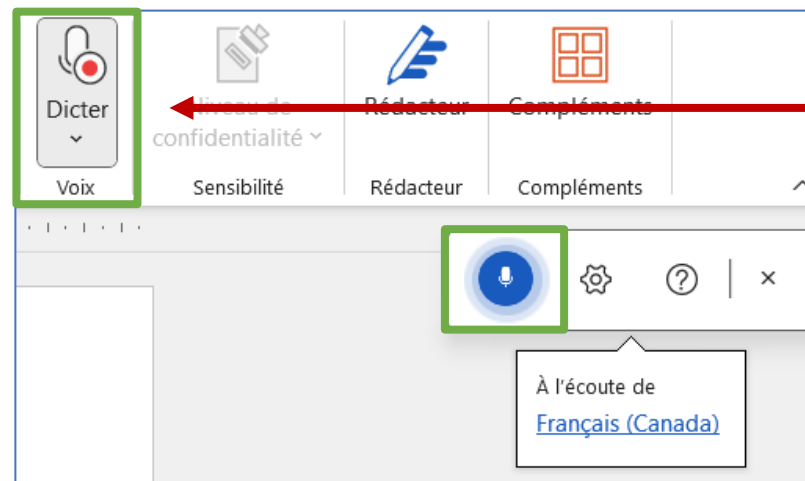 Dicter
Niveau de
confidentialité
Rédacteur
Compléments
Voix
Sensibilité
Rédacteur
Compléments
À l'écoute de
Français (Canada)